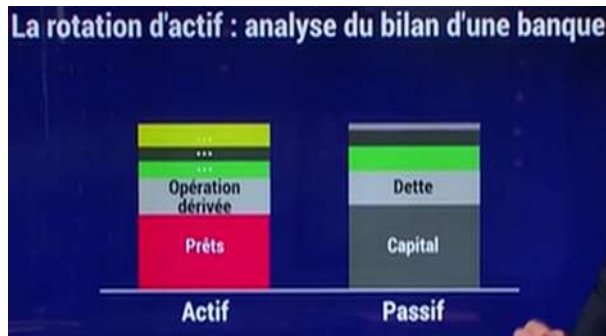 La rotation d'actif : analyse du bilan d'une banque
...
...
...
Opération
dérivée
Prêts
Dette
Capital
Actif
Passif